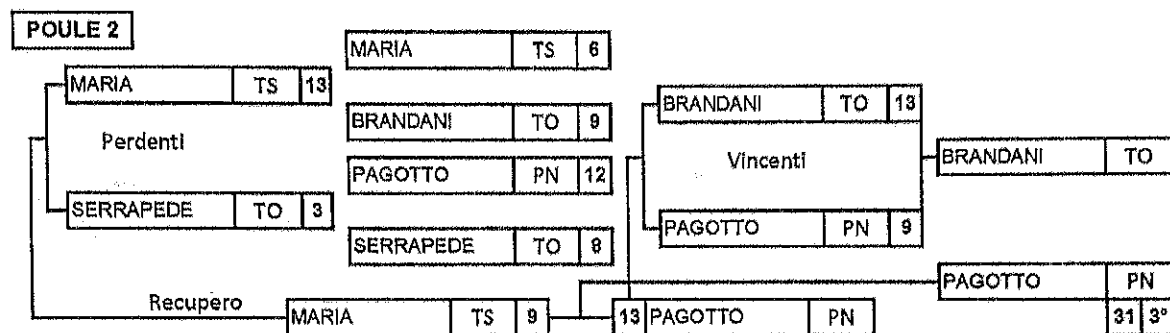 POULE 2
MARIA TS 6
MARIA TS 13
BRANDANI TO 13
BRANDANI TO 9
Perdenti
Vincenti
BRANDANI TO
PAGOTTO PN 12
SERRAPEDE TO 3
PAGOTTO PN 9
SERRAPEDE TO 8
PAGOTTO PN
Recupero
MARIA TS 9
13 PAGOTTO PN
31 3°